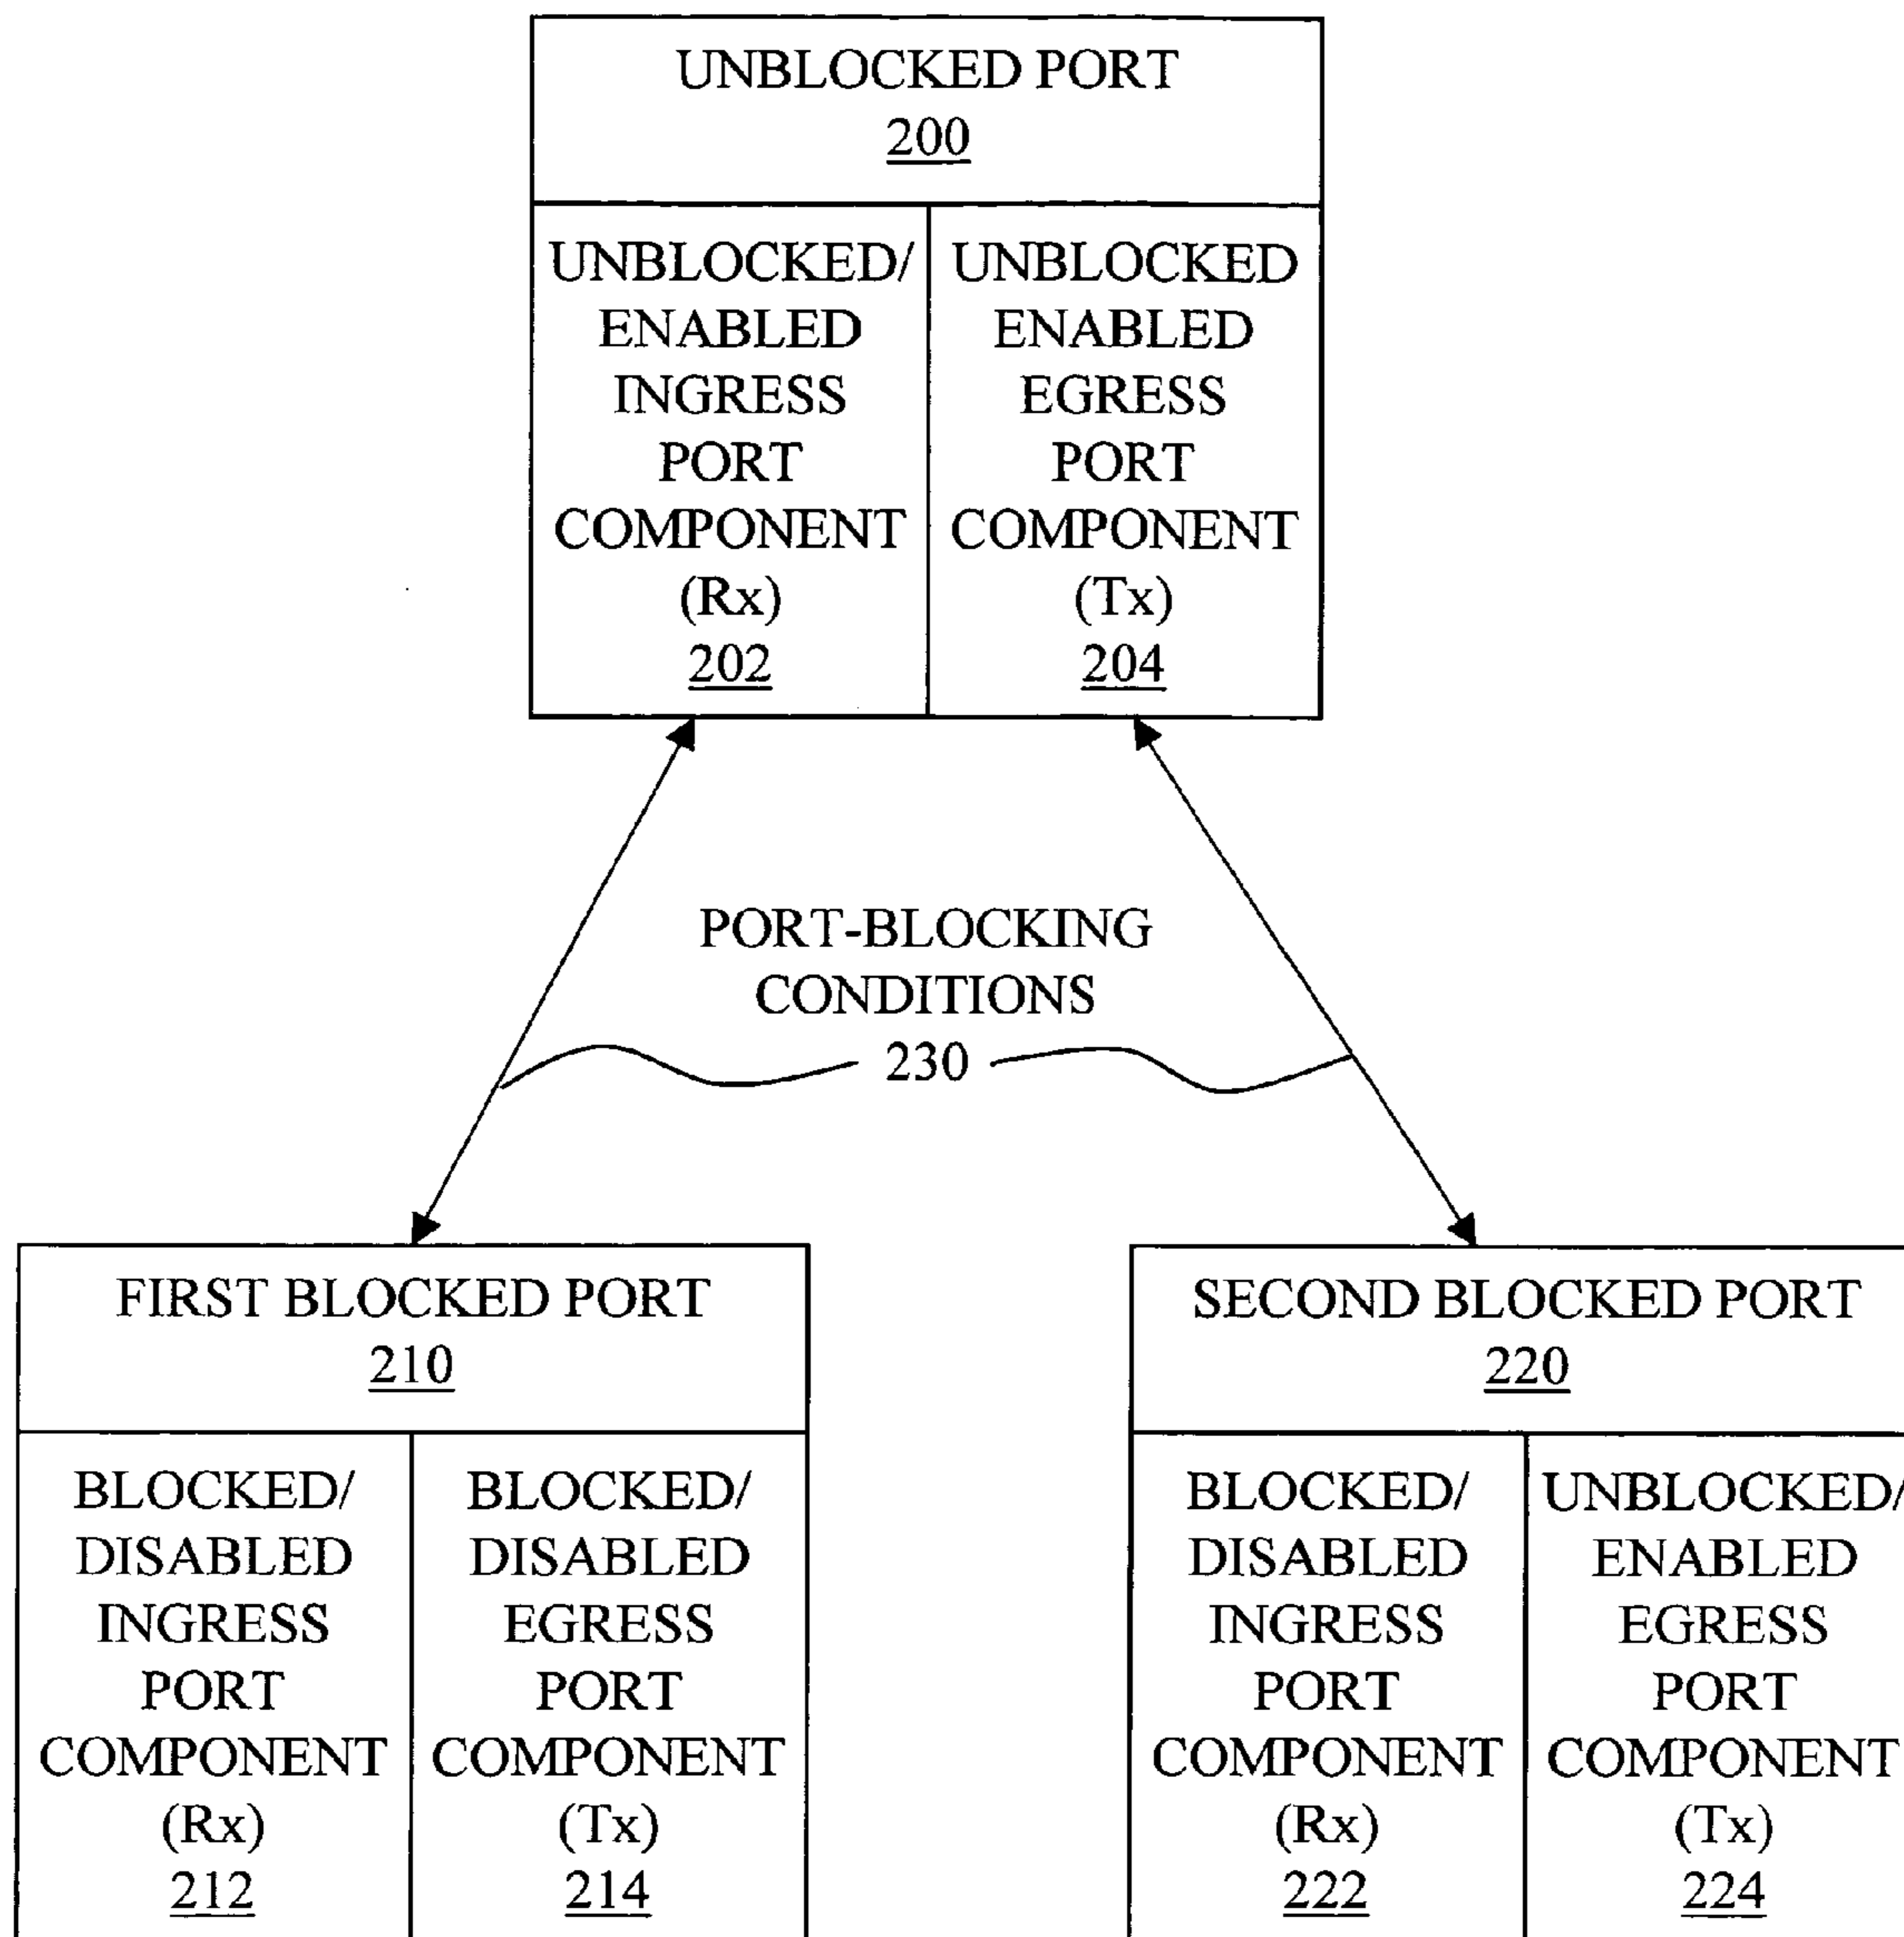 UNBLOCKED PORT
200
UNBLOCKED/
ENABLED
INGRESS
PORT
COMPONENT
(Rx)
202
UNBLOCKED
ENABLED
EGRESS
PORT
COMPONENT
(Tx)
204
PORT-BLOCKING
CONDITIONS
230
FIRST BLOCKED PORT
210
BLOCKED/
DISABLED
INGRESS
PORT
COMPONENT
(Rx)
212
BLOCKED/
DISABLED
EGRESS
PORT
COMPONENT
(Tx)
214
SECOND BLOCKED PORT
220
BLOCKED/
DISABLED
INGRESS
PORT
COMPONENT
(Rx)
222
UNBLOCKED/
ENABLED
EGRESS
PORT
COMPONENT
(Tx)
224